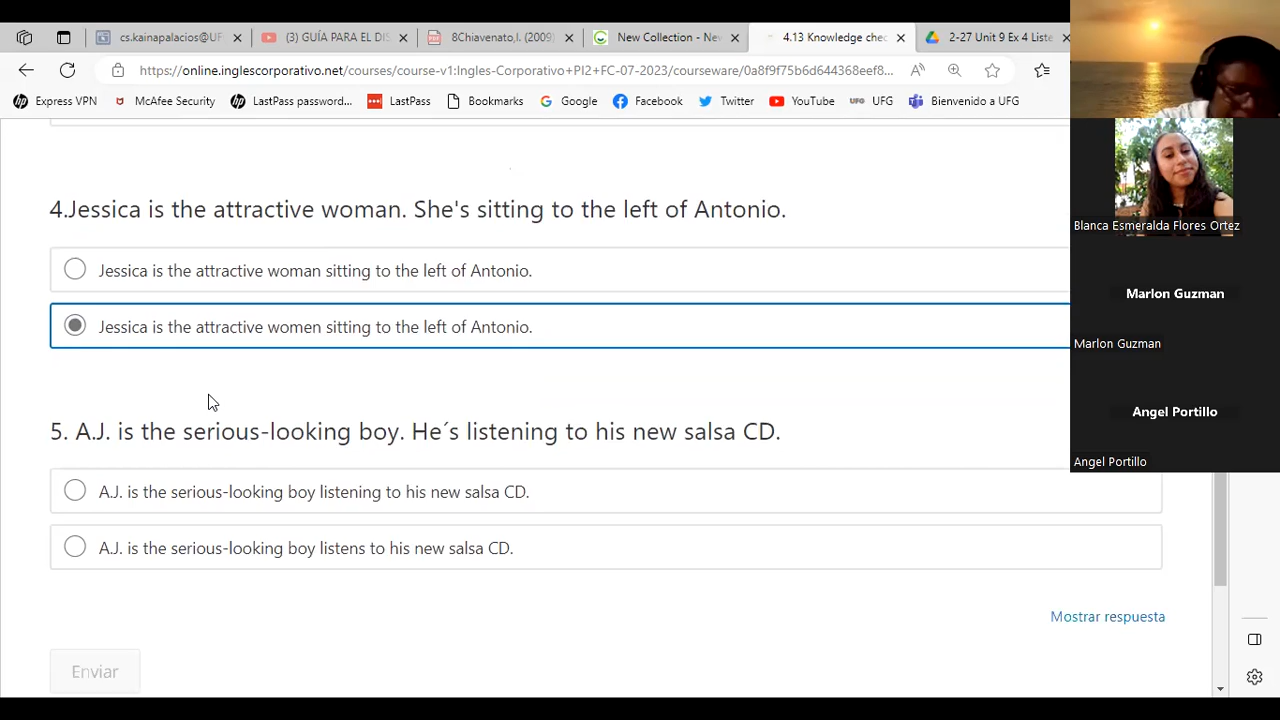 cs.kainapalacios@UF
(3) GUÍA PARA EL DIS
8Chiavenato,I. (2009)
New Collection - Nev
4.13 Knowledge chec
2-27 Unit 9 Ex 4 Liste
https://online.inglescorporativo.net/courses/course-v1:Ingles-Corporativo+PI2+FC-07-2023/courseware/0a8f9f75b6d644368eef8...
Express VPN
McAfee Security
LastPass password...
LastPass
Bookmarks
Google
Facebook
Twitter
YouTube
UFG
Bienvenido a UFG
4.Jessica is the attractive woman. She's sitting to the left of Antonio.
Jessica is the attractive woman sitting to the left of Antonio.
Jessica is the attractive women sitting to the left of Antonio.
5. A.J. is the serious-looking boy. He´s listening to his new salsa CD.
A.J. is the serious-looking boy listening to his new salsa CD.
A.J. is the serious-looking boy listens to his new salsa CD.
Mostrar respuesta
Enviar
Blanca Esmeralda Flores Ortez
Marlon Guzman
Marlon Guzman
Angel Portillo
Angel Portillo